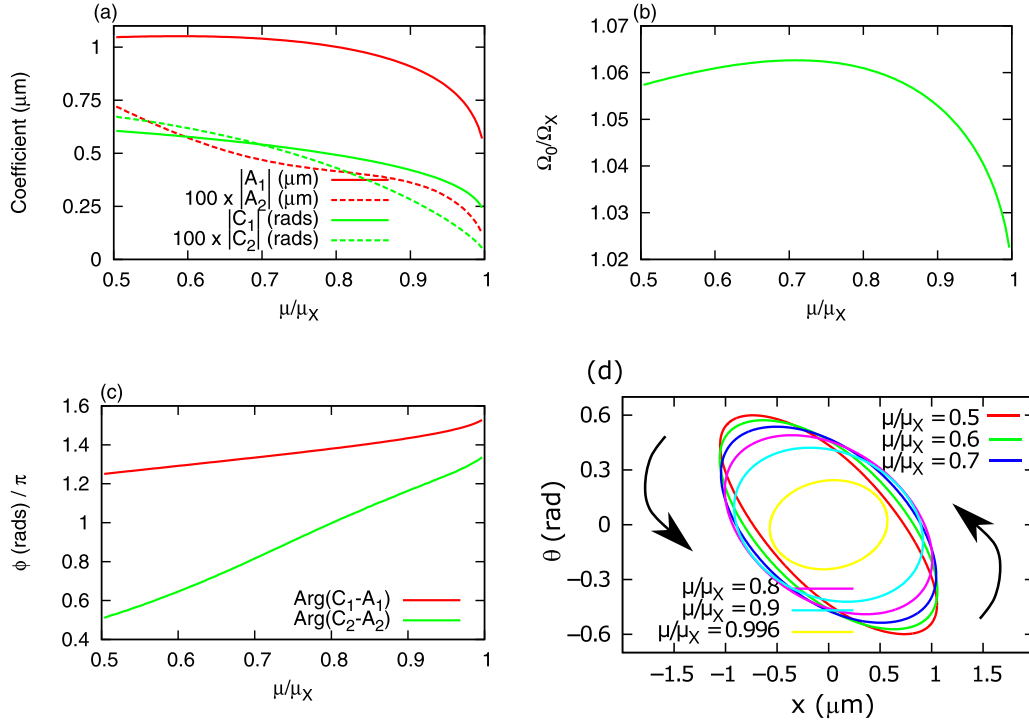 (a)
Coefficient (μm)
1
0.75
0.5
0.25
0
|A₁| (μm)
100 x |A₂| (μm)
|C₁| (rads)
100 x |C₂| (rads)
0.5 0.6 0.7 0.8 0.9 1
μ/μX
(b)
Ω₀/ΩX
1.06
1.05
1.04
1.03
1.02
0.5 0.6 0.7 0.8 0.9 1
μ/μX
(c)
ϕ (rads) / π
1.6
1.4
1.2
1
0.8
0.6
0.4
Arg(C₁-A₁)
Arg(C₂-A₂)
0.5 0.6 0.7 0.8 0.9 1
μ/μX
(d)
θ (rad)
0.6
0.3
0
−0.3
−0.6
μ/μX = 0.5
μ/μX = 0.6
μ/μX = 0.7
μ/μX = 0.8
μ/μX = 0.9
μ/μX = 0.996
−1.5 −1 −0.5 0 0.5 1 1.5
x (μm)